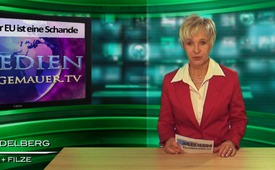 r EU ist eine Schande
EDIEN
GEMAUER.TV
DELBERG
+ FILZE